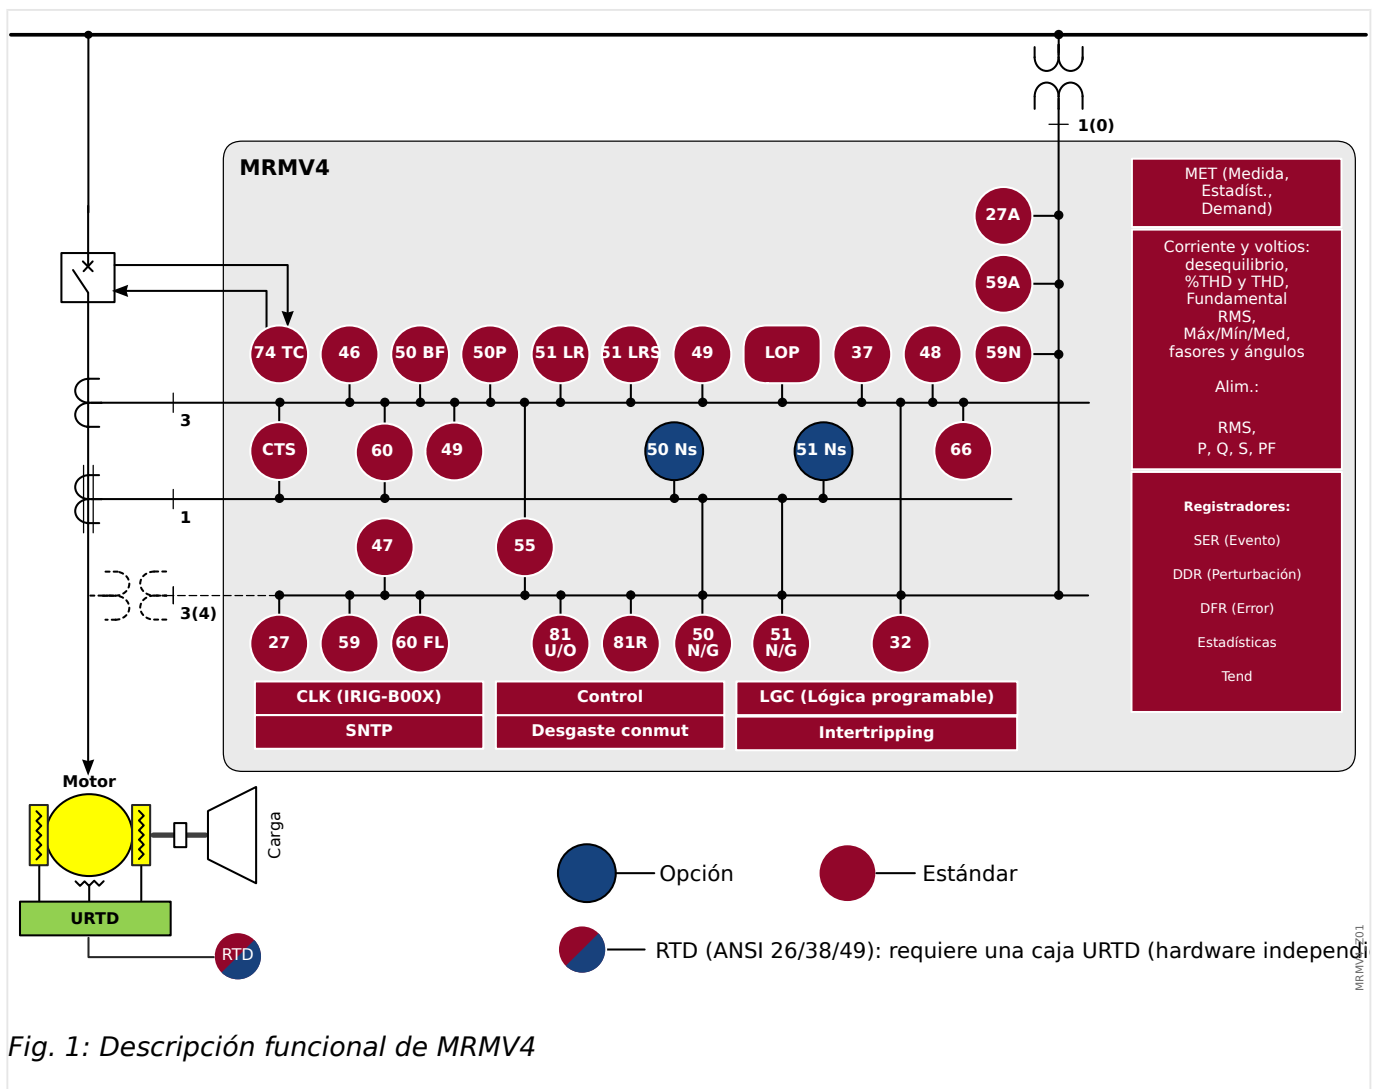 1(0)
MRMV4
MET (Medida,
Estadíst.,
Demand)
27A
59A
Corriente y voltios:
desequilibrio,
%THD y THD,
Fundamental
RMS,
Máx/Mín/Med,
fasores y ángulos
Alim.:
RMS,
P, Q, S, PF
74 TC
46
50 BF
50P
51 LR
51 LRS
49
LOP
37
48
59N
3
CTS
60
49
50 Ns
51 Ns
66
1
47
55
Registradores:
SER (Evento)
DDR (Perturbación)
DFR (Error)
Estadísticas
Tend
3(4)
27
59
60 FL
81
U/O
81R
50
N/G
51
N/G
32
CLK (IRIG-B00X)
SNTP
Control
Desgaste conmut
LGC (Lógica programable)
Intertripping
Motor
Carga
URTD
RTD
Opción
Estándar
RTD (ANSI 26/38/49): requiere una caja URTD (hardware independi
Fig. 1: Descripción funcional de MRMV4